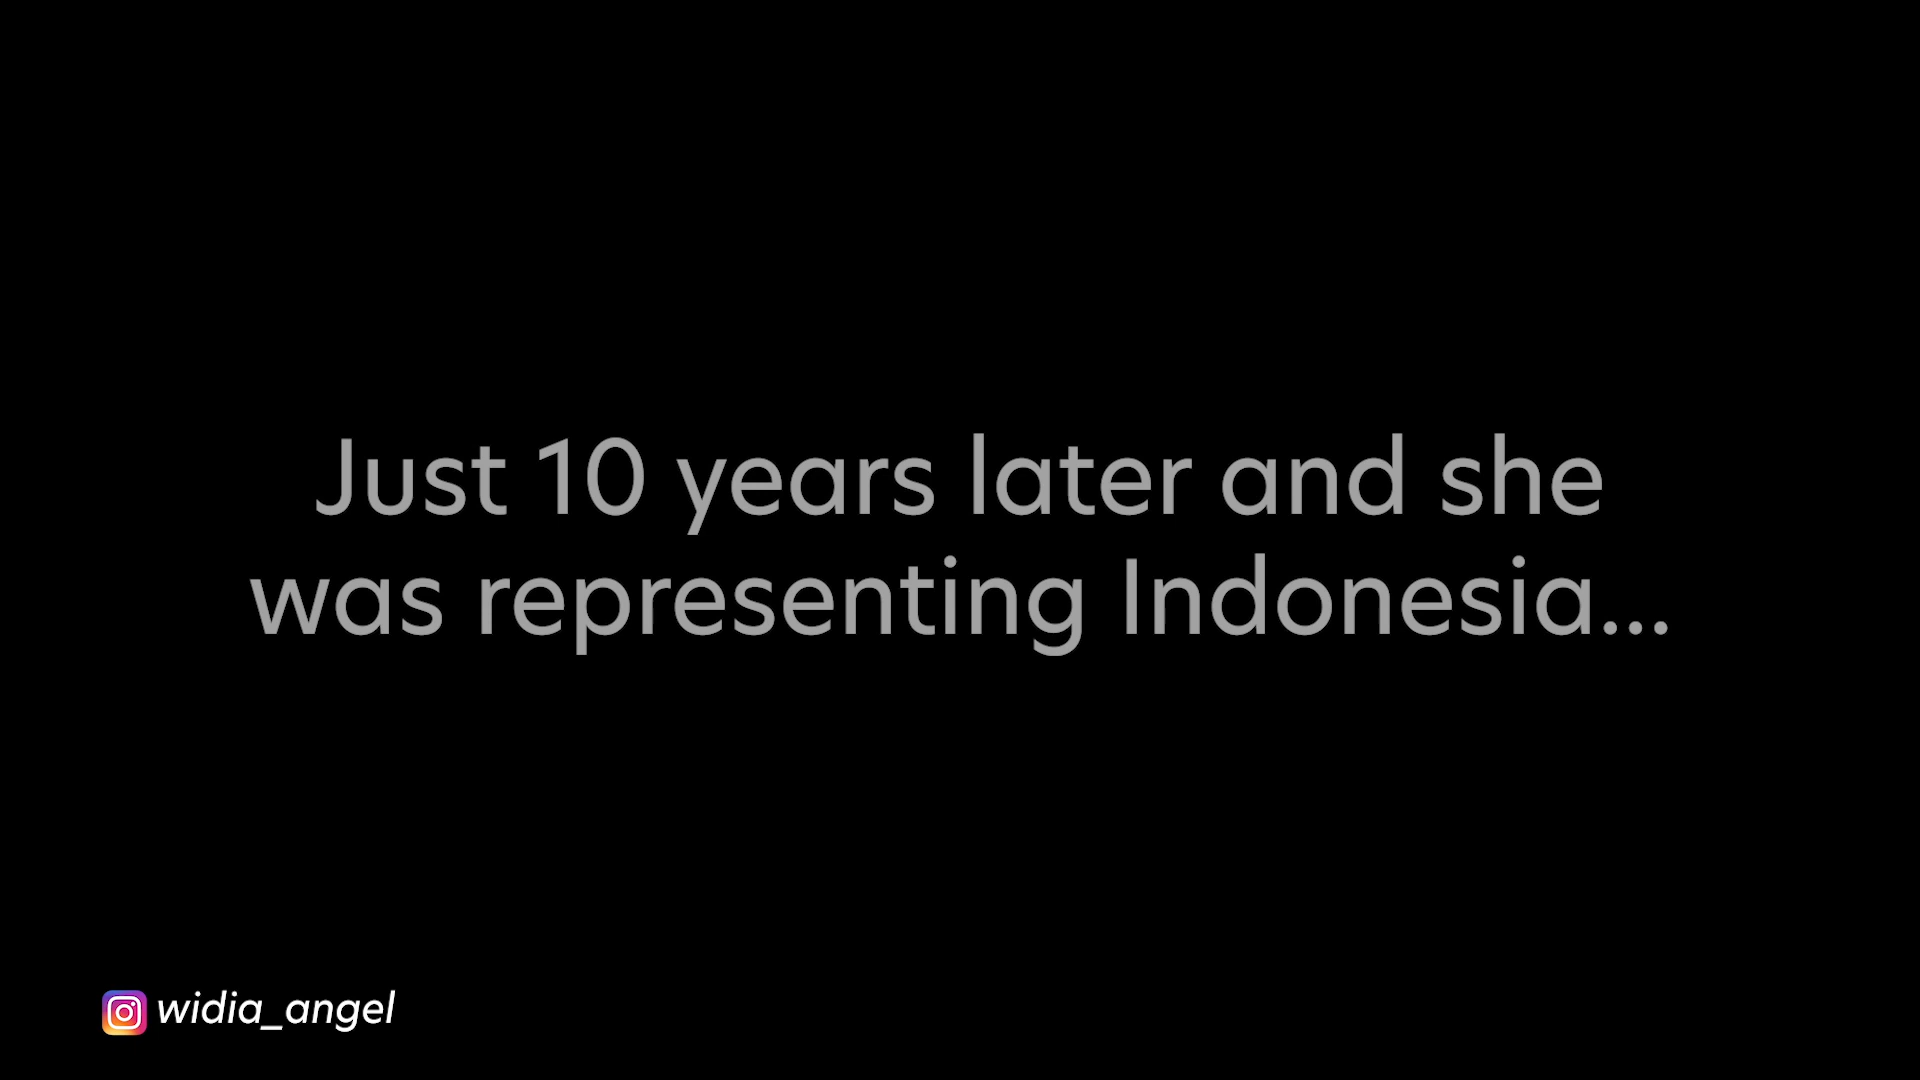 Just 10 years later and she
was representing Indonesia...
widia_angel